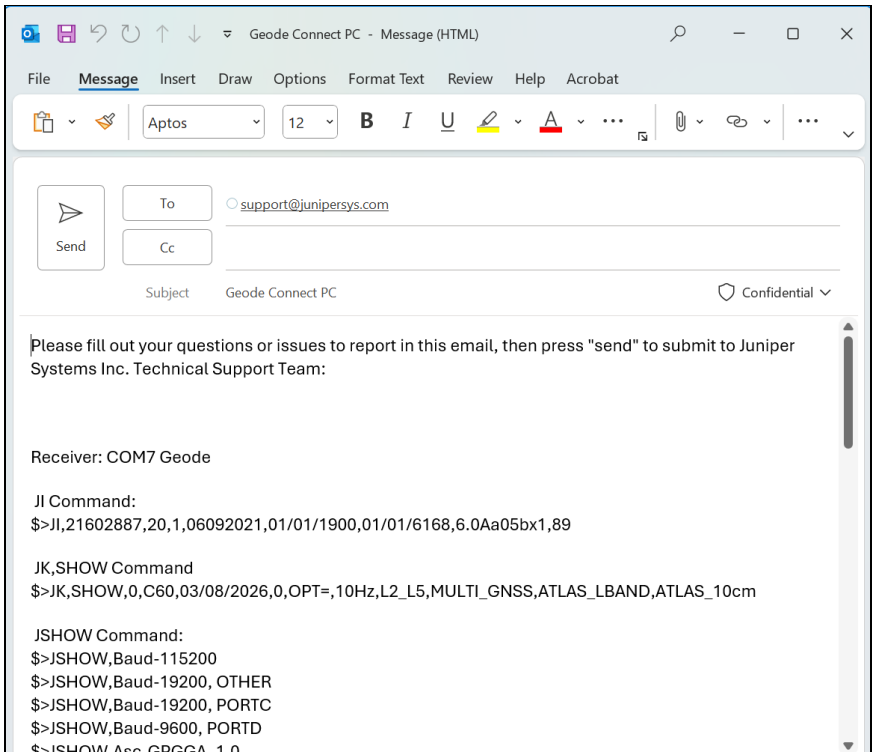 Geode Connect PC - Message (HTML)
File Message Insert Draw Options Format Text Review Help Acrobat
Aptos 12 B I U A
Send
To
support@junipersys.com
Cc
Subject
Geode Connect PC
Confidential
Please fill out your questions or issues to report in this email, then press "send" to submit to Juniper
Systems Inc. Technical Support Team:
Receiver: COM7 Geode
JI Command:
$>JI,21602887,20,1,06092021,01/01/1900,01/01/6168,6.0Aa05bx1,89
JK,SHOW Command
$>JK,SHOW,0,C60,03/08/2026,0,OPT=,10Hz,L2_L5,MULTI_GNSS,ATLAS_LBAND,ATLAS_10cm
JSHOW Command:
$>JSHOW,Baud-115200
$>JSHOW,Baud-19200, OTHER
$>JSHOW,Baud-19200, PORTC
$>JSHOW,Baud-9600, PORTD
$>JSHOW,Asc-GPGGA, 1.0